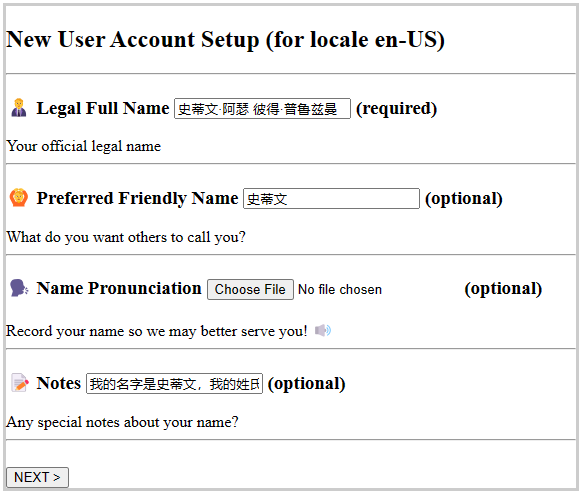 New User Account Setup (for locale en-US)
Legal Full Name 史蒂文·阿瑟 彼得·普鲁兹曼 (required)
Your official legal name
Preferred Friendly Name 史蒂文 (optional)
What do you want others to call you?
Name Pronunciation Choose File No file chosen (optional)
Record your name so we may better serve you!
Notes 我的名字是史蒂文，我的姓氏 (optional)
Any special notes about your name?
NEXT >